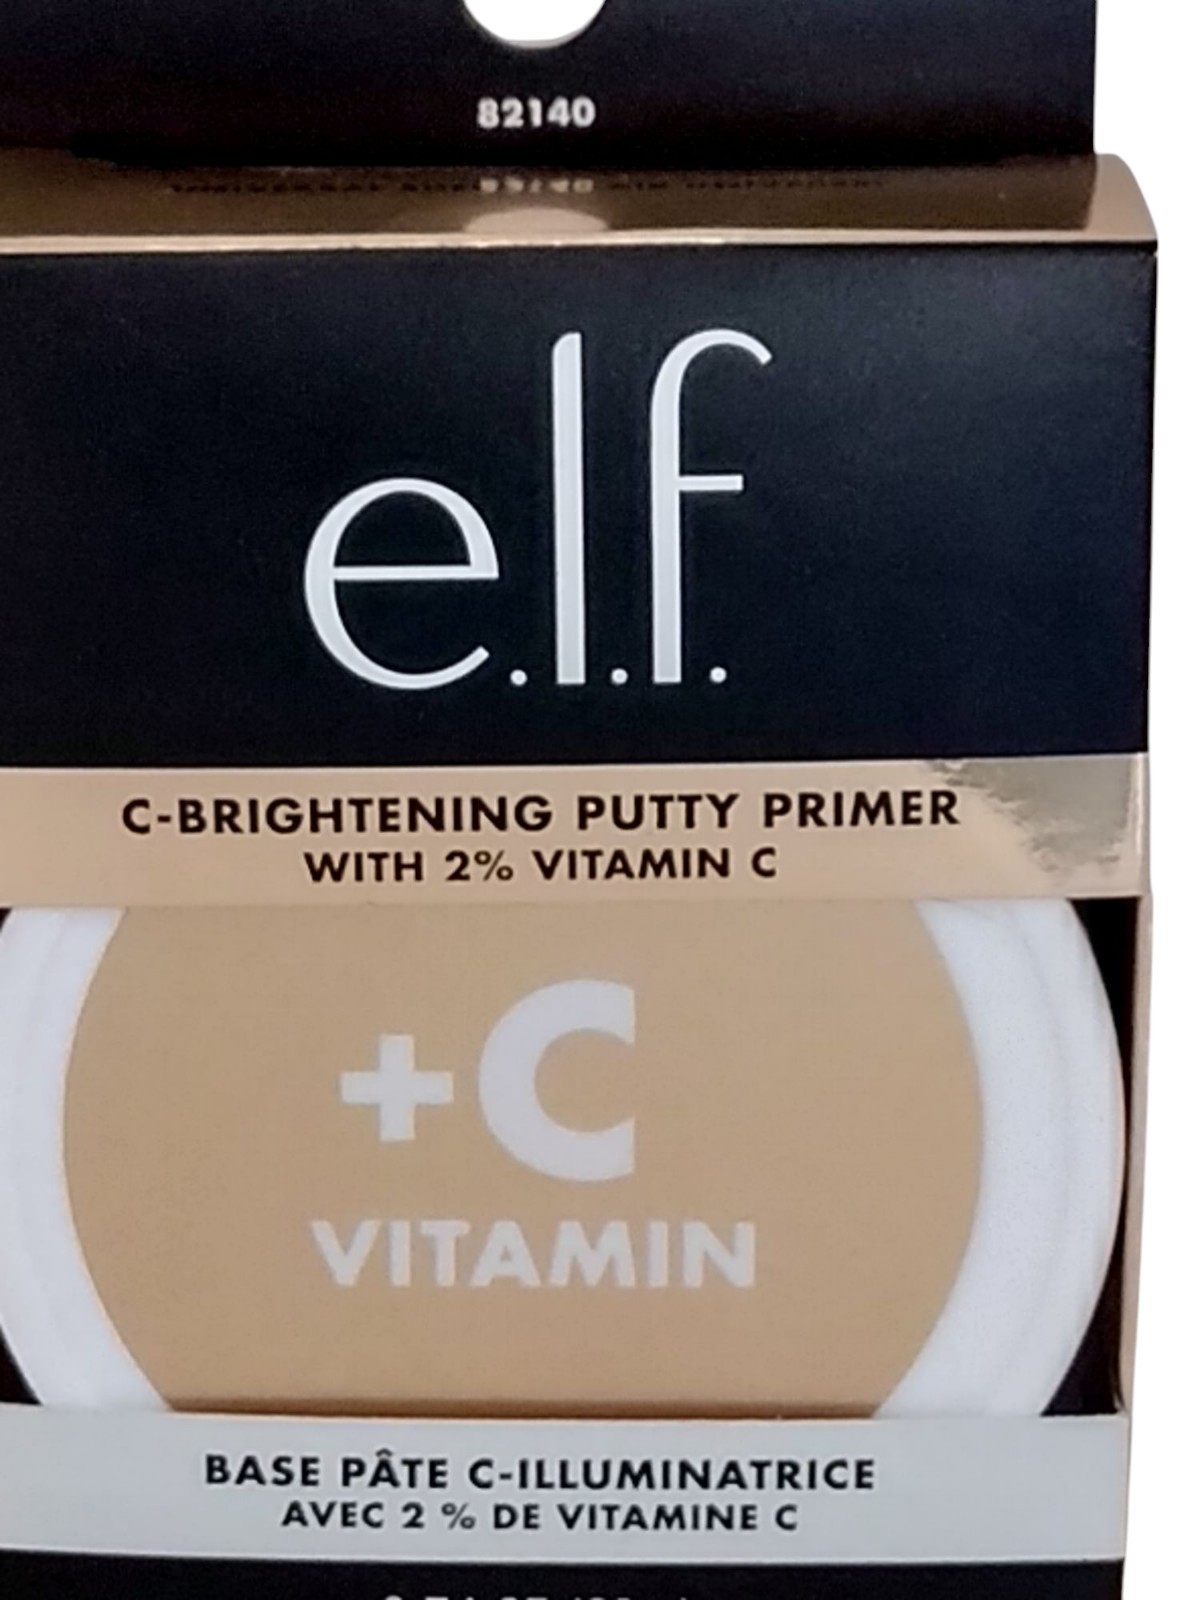 82140
e.l.f.
C-BRIGHTENING PUTTY PRIMER
WITH 2% VITAMIN C
+C
VITAMIN
BASE PÂTE C-ILLUMINATRICE
AVEC 2 % DE VITAMINE C